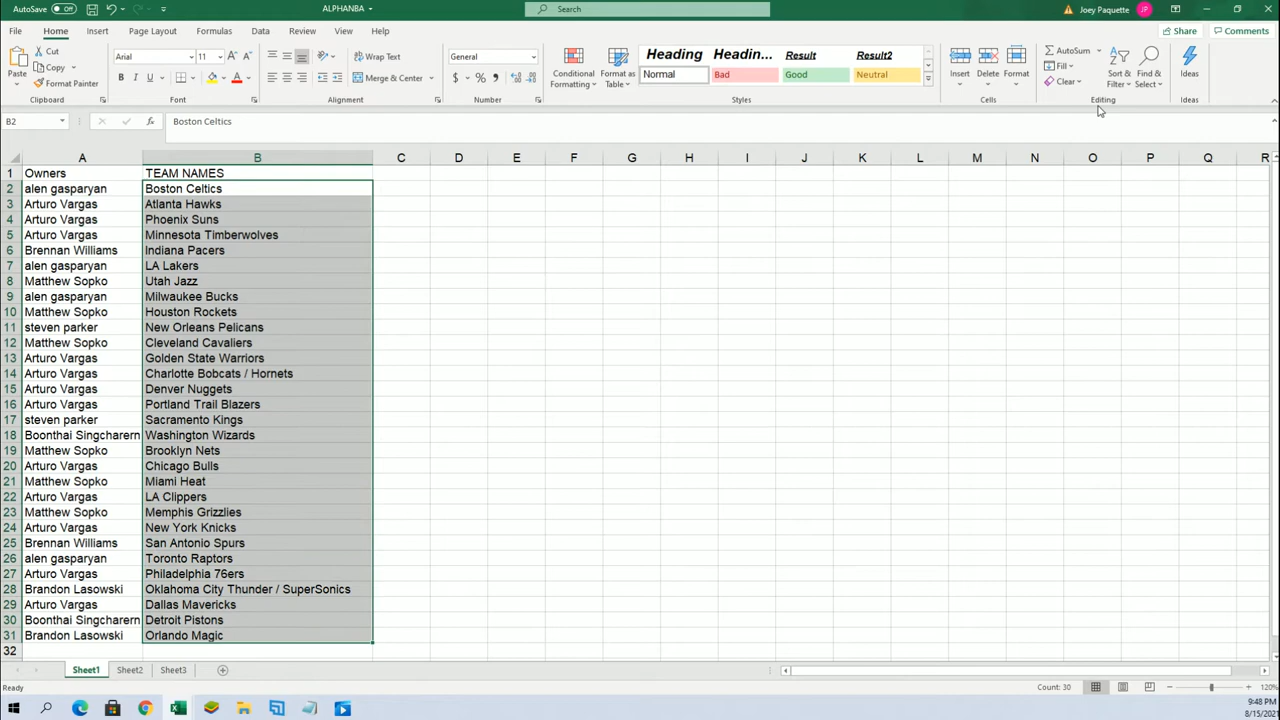 AutoSave Off ALPHANBA Search Joey Paquette JP
File Home Insert Page Layout Formulas Data Review View Help Share Comments
Paste Cut Copy Format Painter Clipboard
Arial 11 A A B I U A Font
Wrap Text Merge & Center Alignment
General $ % Number
Conditional Formatting Format as Table
Heading Headin... Result Result2
Normal Bad Good Neutral
Styles
Insert Delete Format Cells
AutoSum Fill Clear Sort & Filter Find & Select Editing
Ideas Ideas
B2 fx Boston Celtics
A B C D E F G H I J K L M N O P Q R
1 Owners TEAM NAMES
2 alen gasparyan Boston Celtics
3 Arturo Vargas Atlanta Hawks
4 Arturo Vargas Phoenix Suns
5 Arturo Vargas Minnesota Timberwolves
6 Brennan Williams Indiana Pacers
7 alen gasparyan LA Lakers
8 Matthew Sopko Utah Jazz
9 alen gasparyan Milwaukee Bucks
10 Matthew Sopko Houston Rockets
11 steven parker New Orleans Pelicans
12 Matthew Sopko Cleveland Cavaliers
13 Arturo Vargas Golden State Warriors
14 Arturo Vargas Charlotte Bobcats / Hornets
15 Arturo Vargas Denver Nuggets
16 Arturo Vargas Portland Trail Blazers
17 steven parker Sacramento Kings
18 Boonthai Singcharern Washington Wizards
19 Matthew Sopko Brooklyn Nets
20 Arturo Vargas Chicago Bulls
21 Matthew Sopko Miami Heat
22 Arturo Vargas LA Clippers
23 Matthew Sopko Memphis Grizzlies
24 Arturo Vargas New York Knicks
25 Brennan Williams San Antonio Spurs
26 alen gasparyan Toronto Raptors
27 Arturo Vargas Philadelphia 76ers
28 Brandon Lasowski Oklahoma City Thunder / SuperSonics
29 Arturo Vargas Dallas Mavericks
30 Boonthai Singcharern Detroit Pistons
31 Brandon Lasowski Orlando Magic
32
Sheet1 Sheet2 Sheet3
Ready Count: 30 120%
9:48 PM